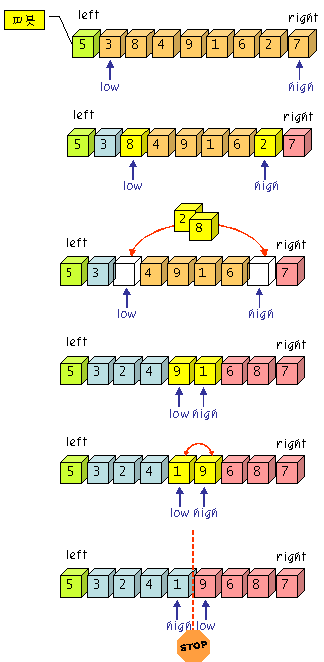 피봇
left right
5 3 8 4 9 1 6 2 7
low high
left right
5 3 8 4 9 1 6 2 7
low high
2 8
left right
5 3 4 9 1 6 7
low high
left right
5 3 2 4 9 1 6 8 7
low high
left right
5 3 2 4 1 9 6 8 7
low high
left right
5 3 2 4 1 9 6 8 7
high low
STOP